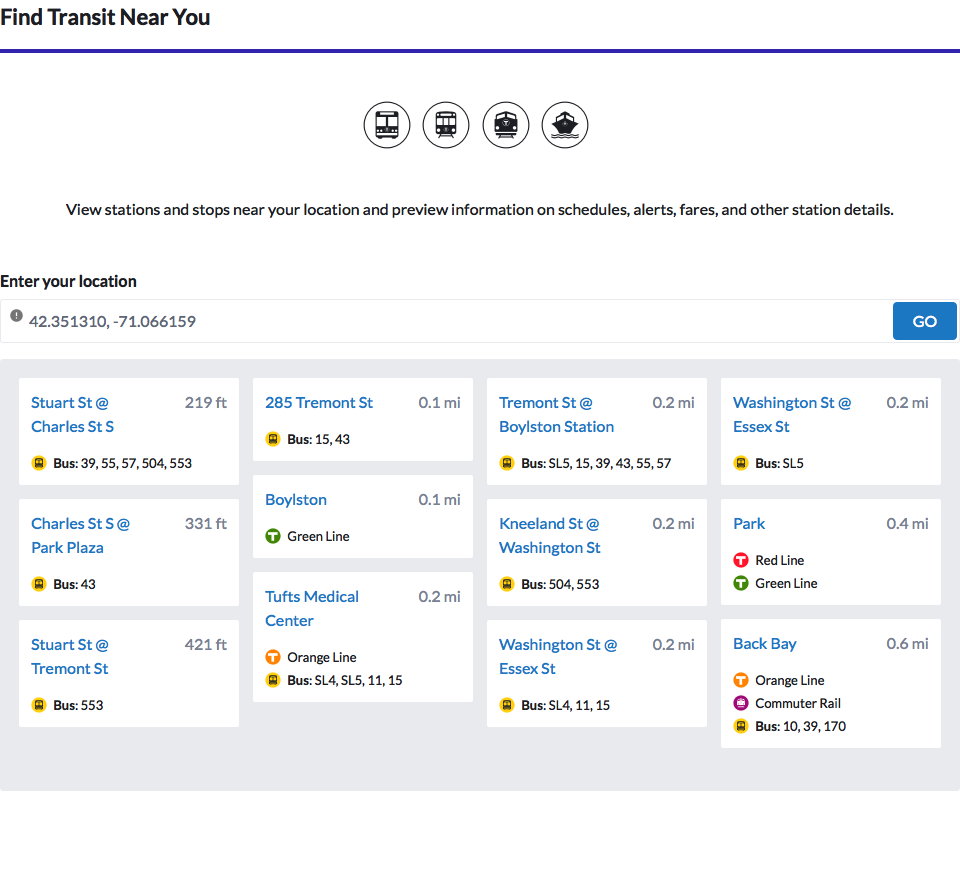 Find Transit Near You
View stations and stops near your location and preview information on schedules, alerts, fares, and other station details.
Enter your location
42.351310, -71.066159
GO
Stuart St @ 219 ft
Charles St S
Bus: 39, 55, 57, 504, 553
Charles St S @ 331 ft
Park Plaza
Bus: 43
Stuart St @ 421 ft
Tremont St
Bus: 553
285 Tremont St 0.1 mi
Bus: 15, 43
Boylston 0.1 mi
T Green Line
Tufts Medical 0.2 mi
Center
T Orange Line
Bus: SL4, SL5, 11, 15
Tremont St @ 0.2 mi
Boylston Station
Bus: SL5, 15, 39, 43, 55, 57
Kneeland St @ 0.2 mi
Washington St
Bus: 504, 553
Washington St @ 0.2 mi
Essex St
Bus: SL4, 11, 15
Washington St @ 0.2 mi
Essex St
Bus: SL5
Park 0.4 mi
T Red Line
T Green Line
Back Bay 0.6 mi
T Orange Line
Commuter Rail
Bus: 10, 39, 170